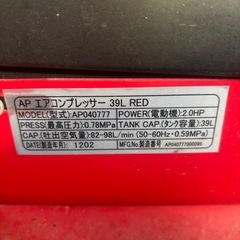 AP エアコンプレッサー 39L RED
MODEL(型式):AP040777 POWER(電動機):2.0HP
PRESS(最高圧力):0.78MPa TANK CAP.(タンク容量):39L
CAP.(吐出空気量):82-98L/min (50-60Hz･0.59MPa)
DATE(製造年月) 1202 MFG.No.製造番号 AP040777000095